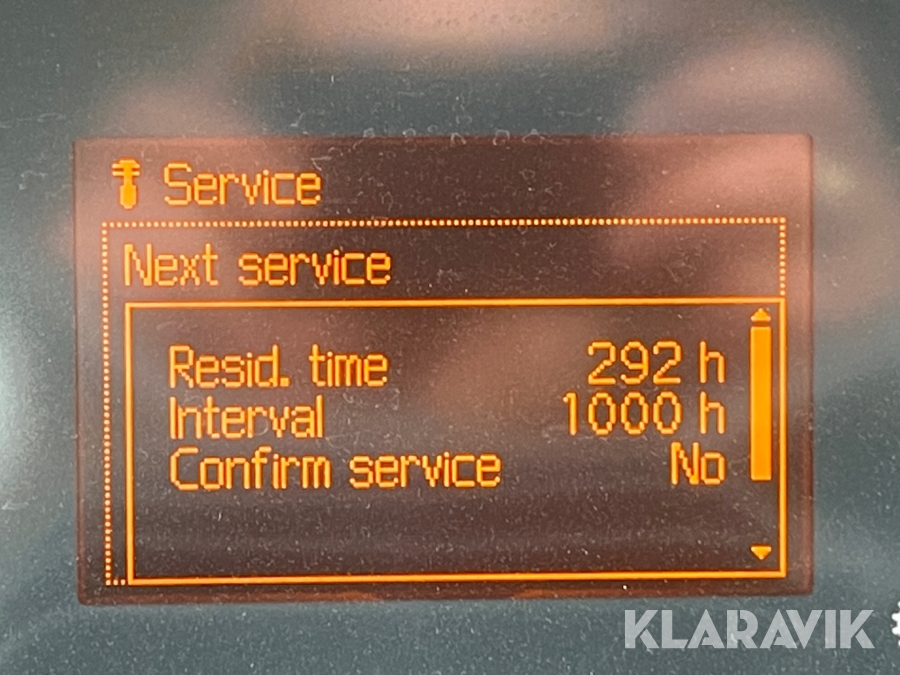 Service
Next service
Resid. time 292 h
Interval 1000 h
Confirm service No
KLARAVIK